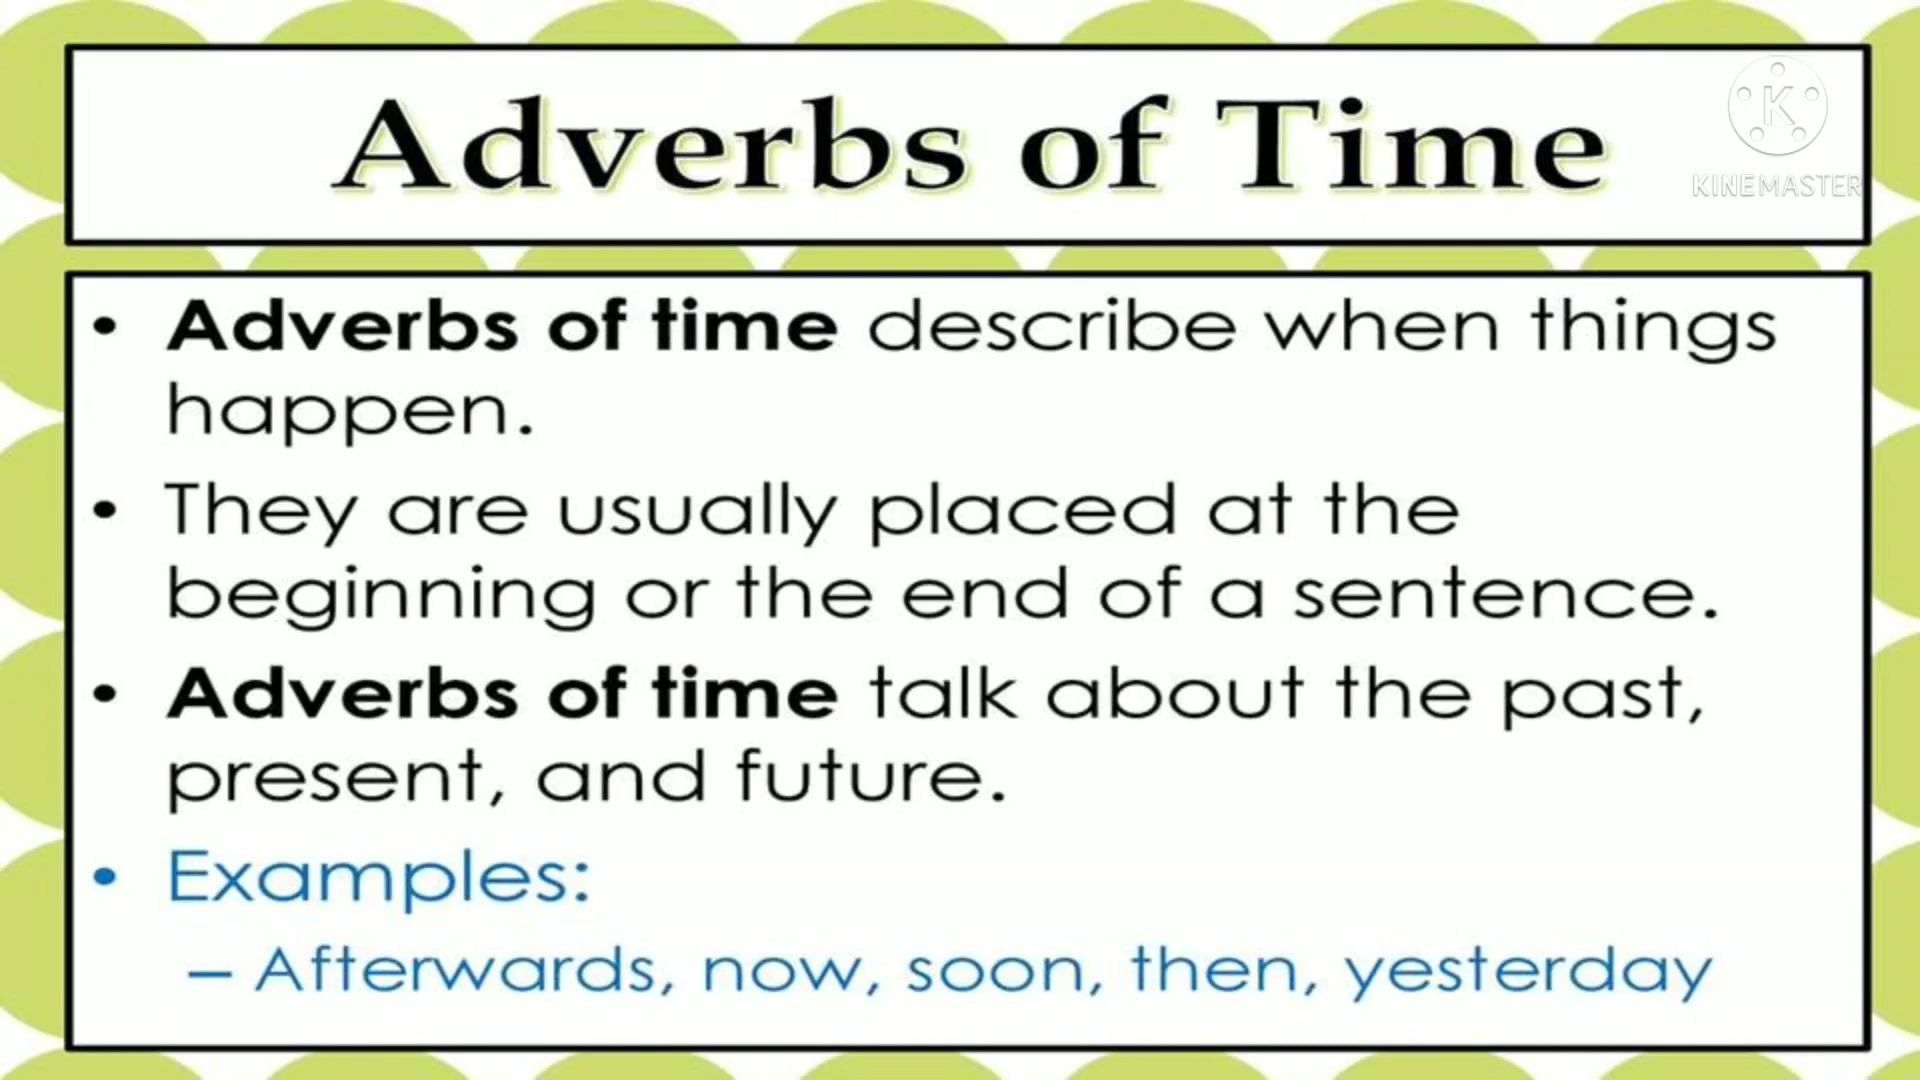 Adverbs of Time
K
KINEMASTER
• Adverbs of time describe when things
happen.
• They are usually placed at the
beginning or the end of a sentence.
• Adverbs of time talk about the past,
present, and future.
• Examples:
– Afterwards, now, soon, then, yesterday